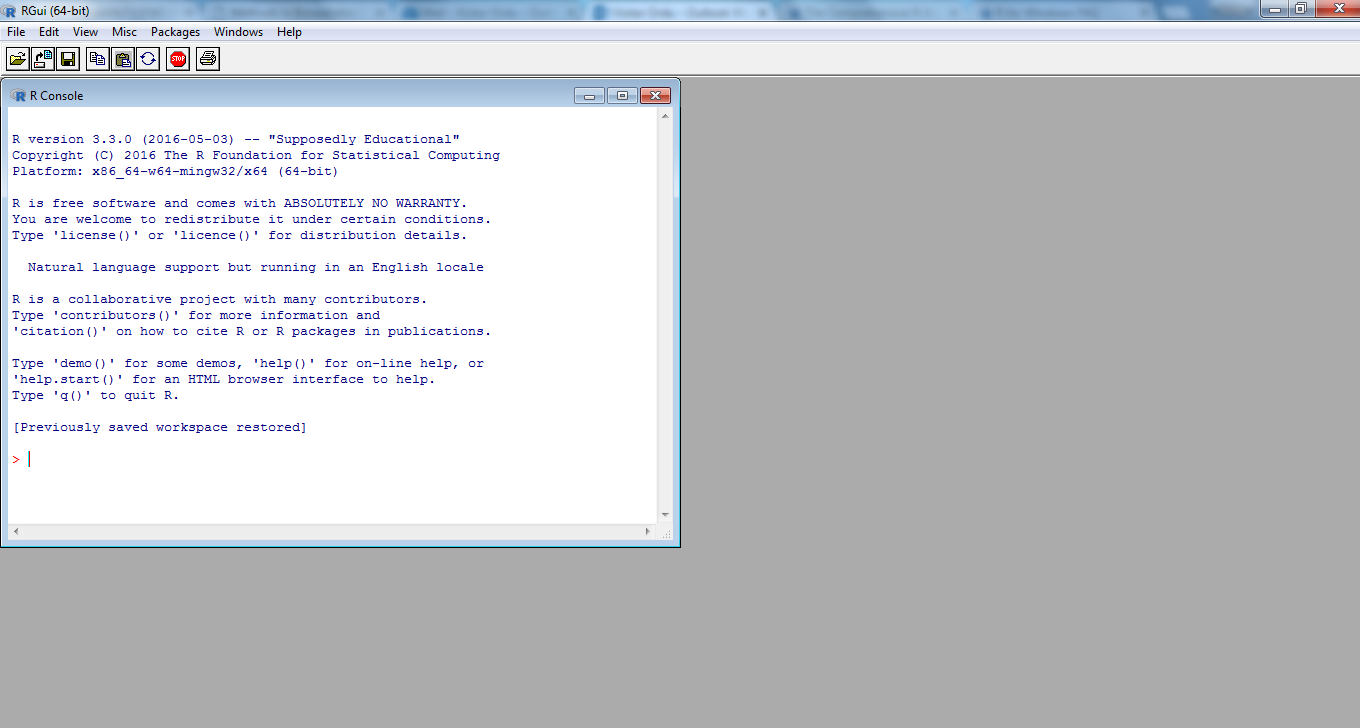 RGui (64-bit)
File Edit View Misc Packages Windows Help
STOP
R Console
R version 3.3.0 (2016-05-03) -- "Supposedly Educational"
Copyright (C) 2016 The R Foundation for Statistical Computing
Platform: x86_64-w64-mingw32/x64 (64-bit)
R is free software and comes with ABSOLUTELY NO WARRANTY.
You are welcome to redistribute it under certain conditions.
Type 'license()' or 'licence()' for distribution details.
Natural language support but running in an English locale
R is a collaborative project with many contributors.
Type 'contributors()' for more information and
'citation()' on how to cite R or R packages in publications.
Type 'demo()' for some demos, 'help()' for on-line help, or
'help.start()' for an HTML browser interface to help.
Type 'q()' to quit R.
[Previously saved workspace restored]
>